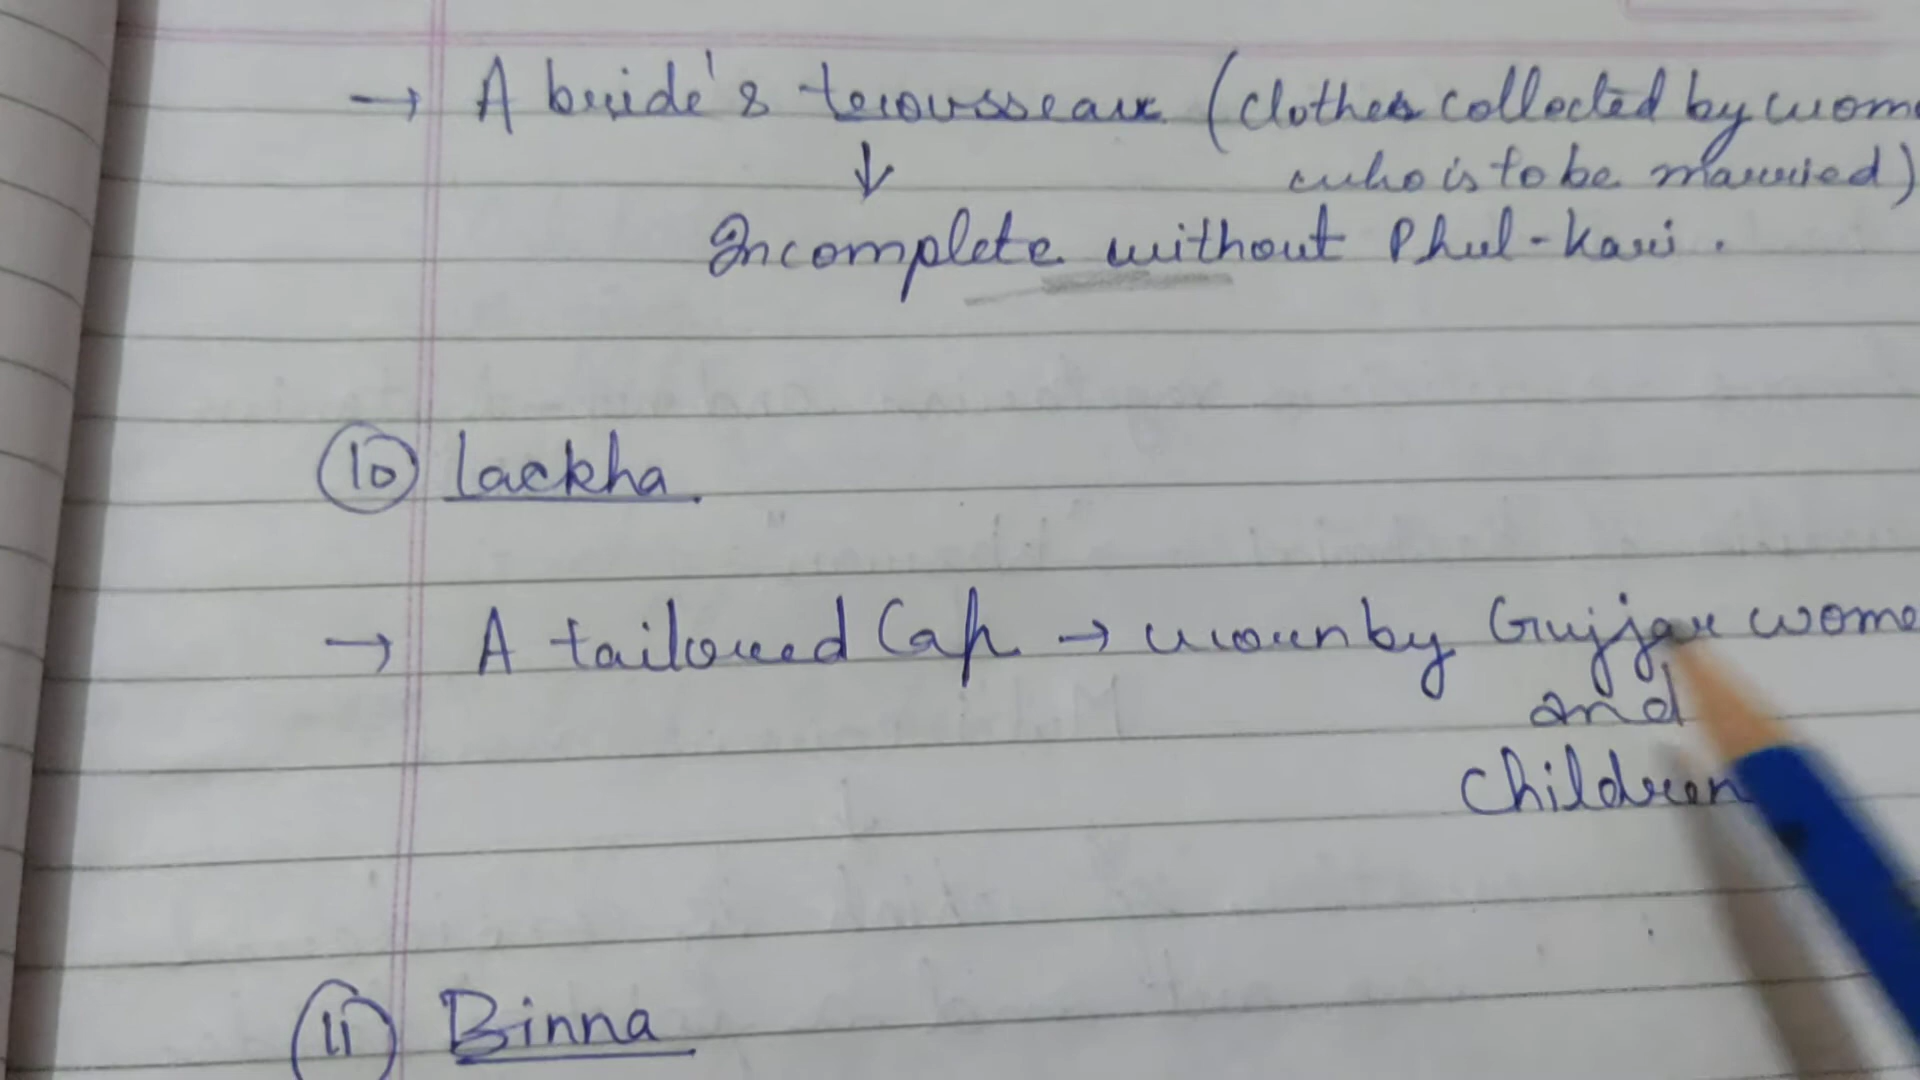 → A bride's trousseau (clothes collected by wome
who is to be married)
↓
Incomplete without Phul-kari.
10 Lackha.
→ A tailored Cap → worn by Gujjar wome
and
children
11 Binna